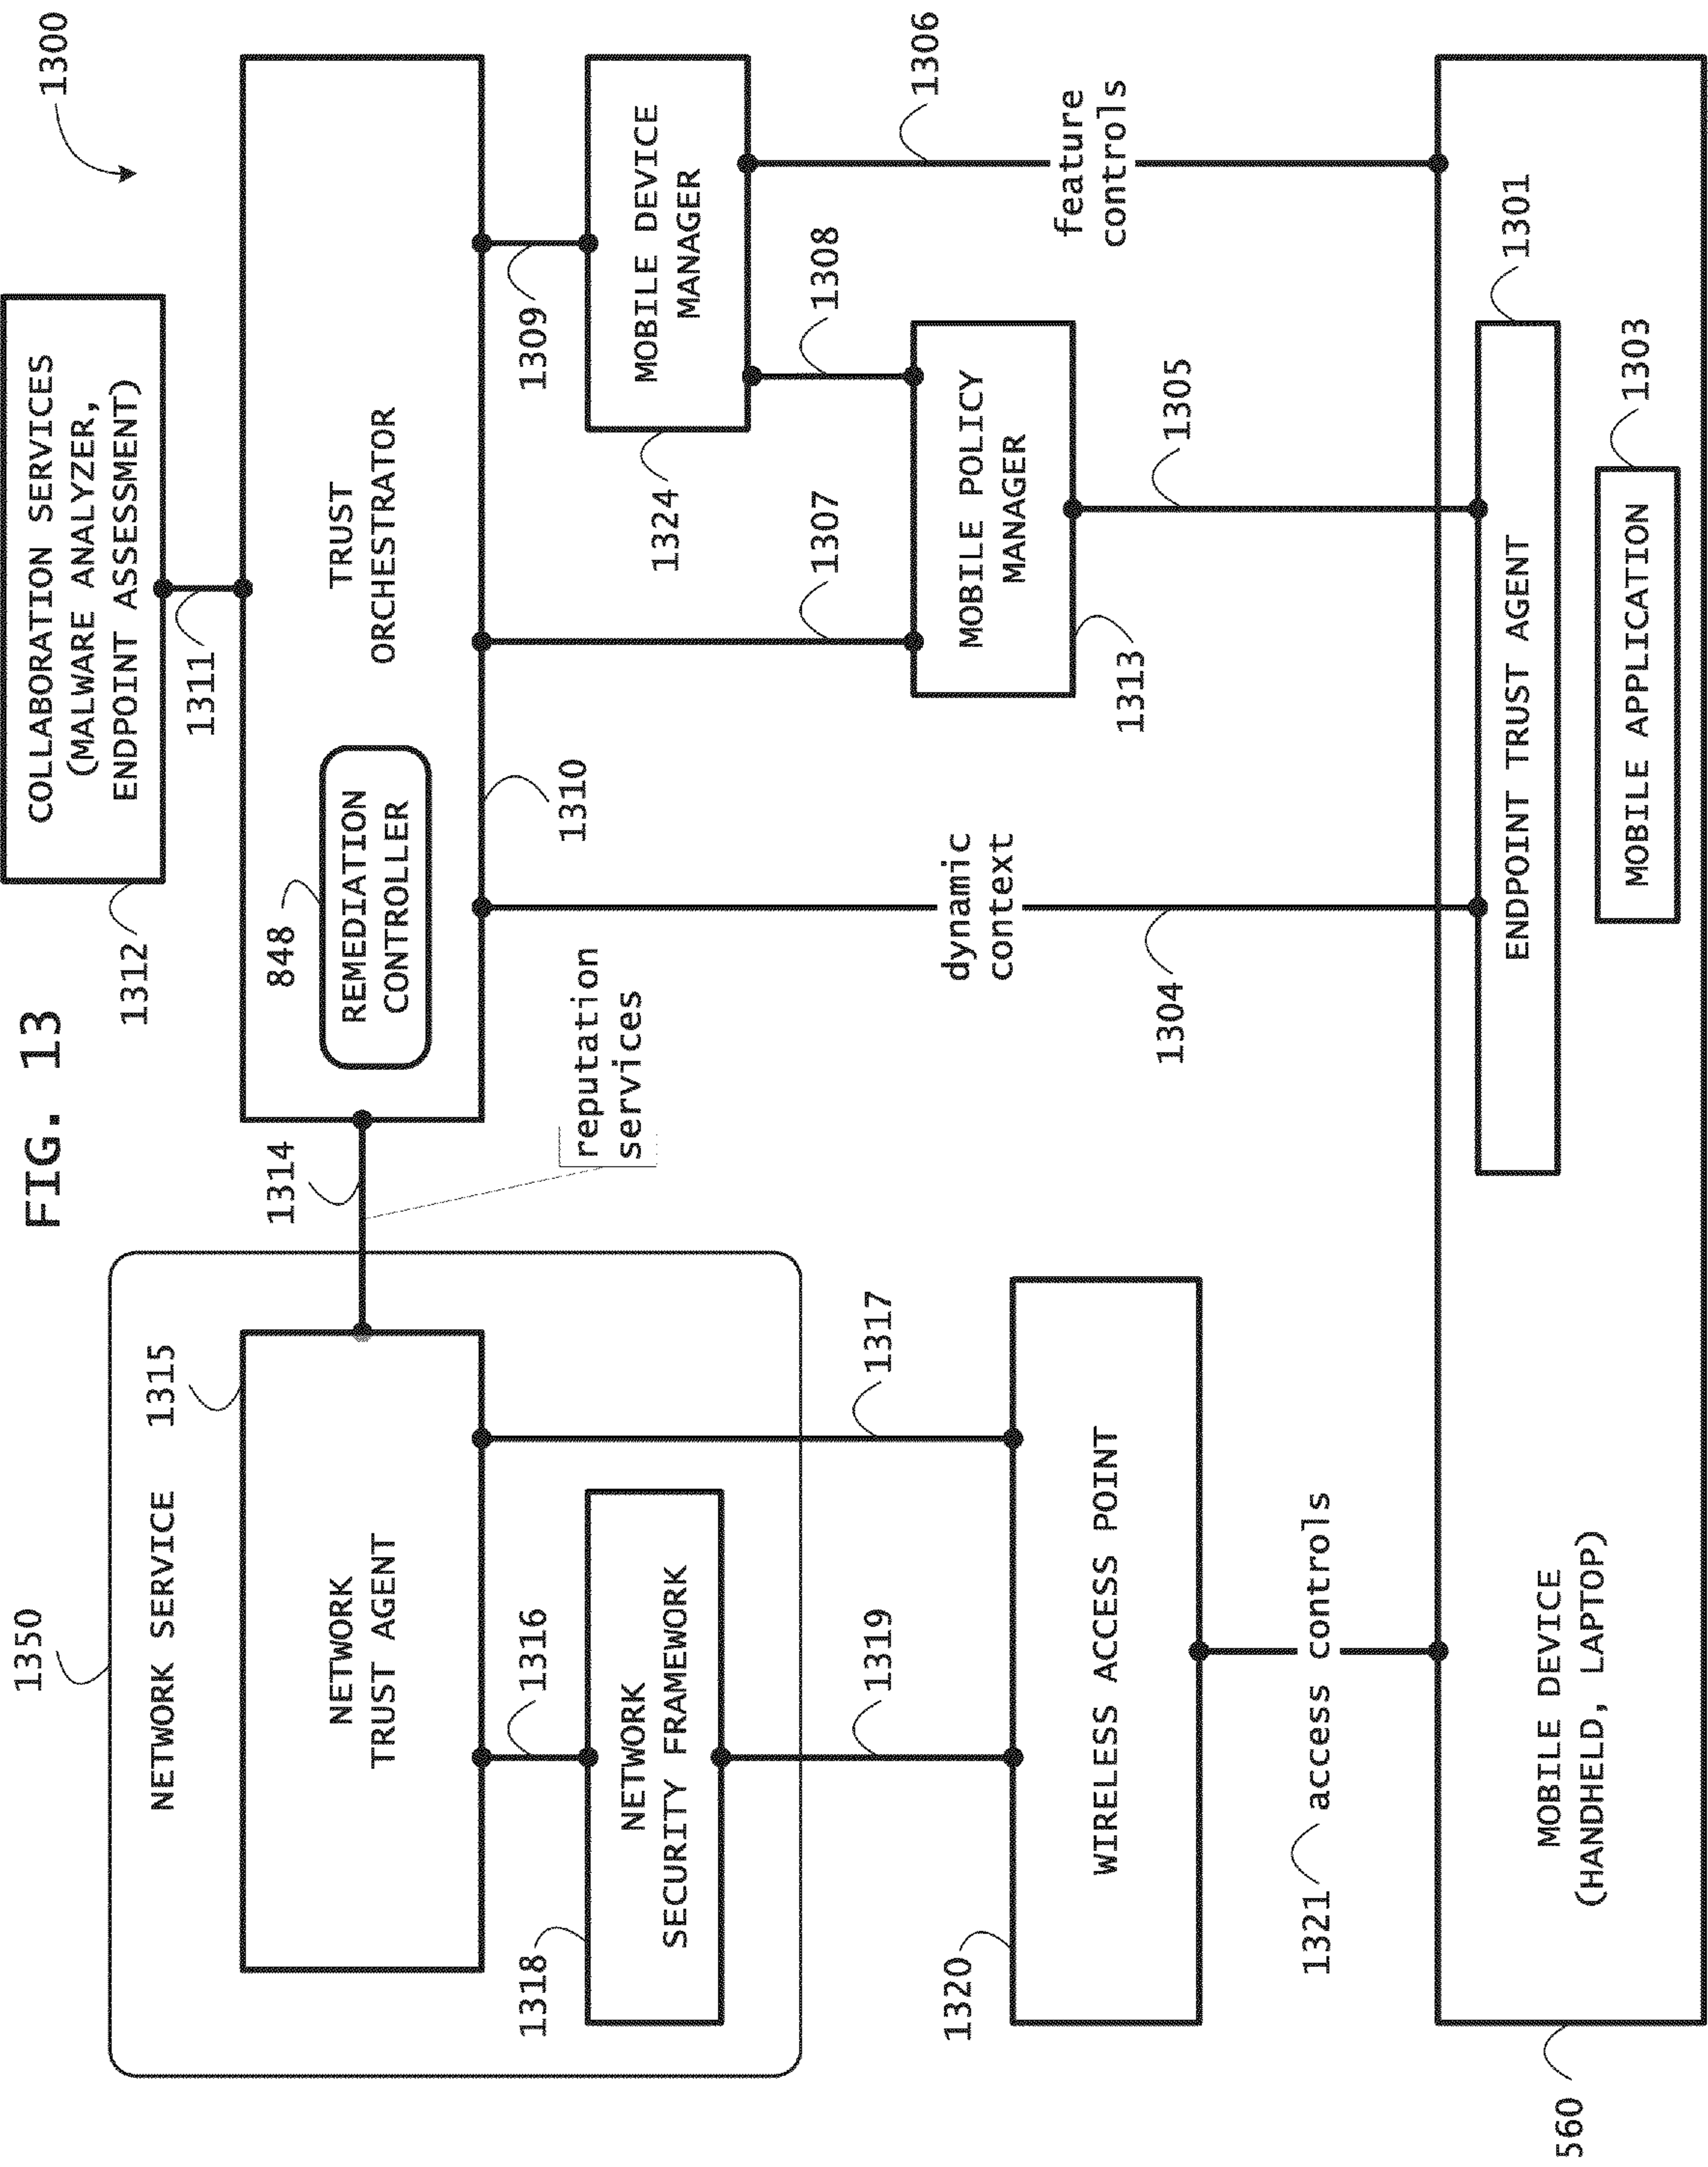 FIG. 13
1300
1350
NETWORK SERVICE
1315
NETWORK
TRUST AGENT
1314
reputation
services
1312
COLLABORATION SERVICES
(MALWARE ANALYZER,
ENDPOINT ASSESSMENT)
1311
848
REMEDIATION
CONTROLLER
TRUST
ORCHESTRATOR
1310
1316
1318
NETWORK
SECURITY FRAMEWORK
1309
1324
MOBILE DEVICE
MANAGER
1319
1317
1307
1308
1306
1320
WIRELESS ACCESS POINT
dynamic
context
MOBILE POLICY
MANAGER
1313
feature
controls
1304
1305
1321
access controls
1301
ENDPOINT TRUST AGENT
1303
MOBILE APPLICATION
MOBILE DEVICE
(HANDHELD, LAPTOP)
560